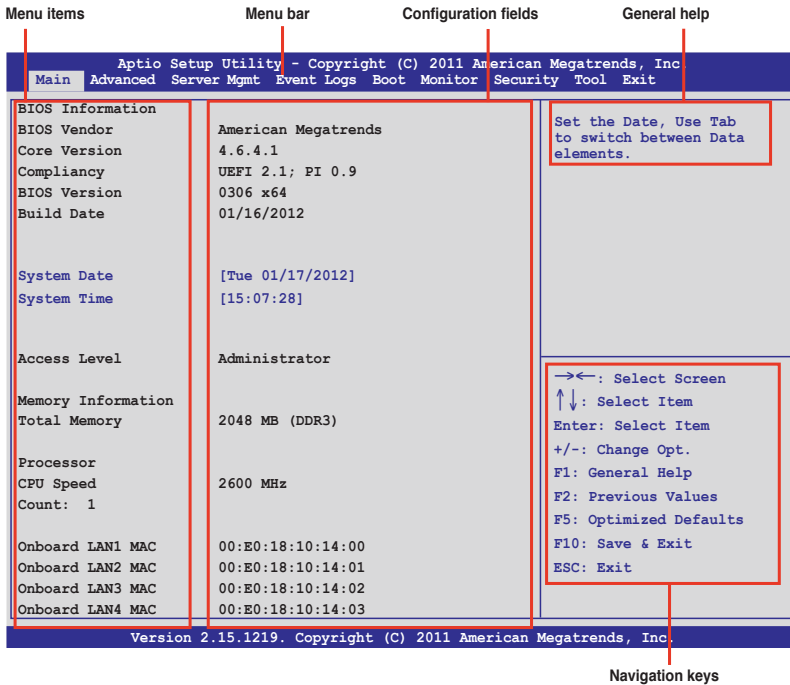 Menu items Menu bar Configuration fields General help
Aptio Setup Utility - Copyright (C) 2011 American Megatrends, Inc.
Main Advanced Server Mgmt Event Logs Boot Monitor Security Tool Exit
BIOS Information
BIOS Vendor American Megatrends
Core Version 4.6.4.1
Compliancy UEFI 2.1; PI 0.9
BIOS Version 0306 x64
Build Date 01/16/2012
System Date [Tue 01/17/2012]
System Time [15:07:28]
Access Level Administrator
Memory Information
Total Memory 2048 MB (DDR3)
Processor
CPU Speed 2600 MHz
Count: 1
Onboard LAN1 MAC 00:E0:18:10:14:00
Onboard LAN2 MAC 00:E0:18:10:14:01
Onboard LAN3 MAC 00:E0:18:10:14:02
Onboard LAN4 MAC 00:E0:18:10:14:03
Set the Date, Use Tab
to switch between Data
elements.
→←: Select Screen
↑↓: Select Item
Enter: Select Item
+/-: Change Opt.
F1: General Help
F2: Previous Values
F5: Optimized Defaults
F10: Save & Exit
ESC: Exit
Version 2.15.1219. Copyright (C) 2011 American Megatrends, Inc.
Navigation keys